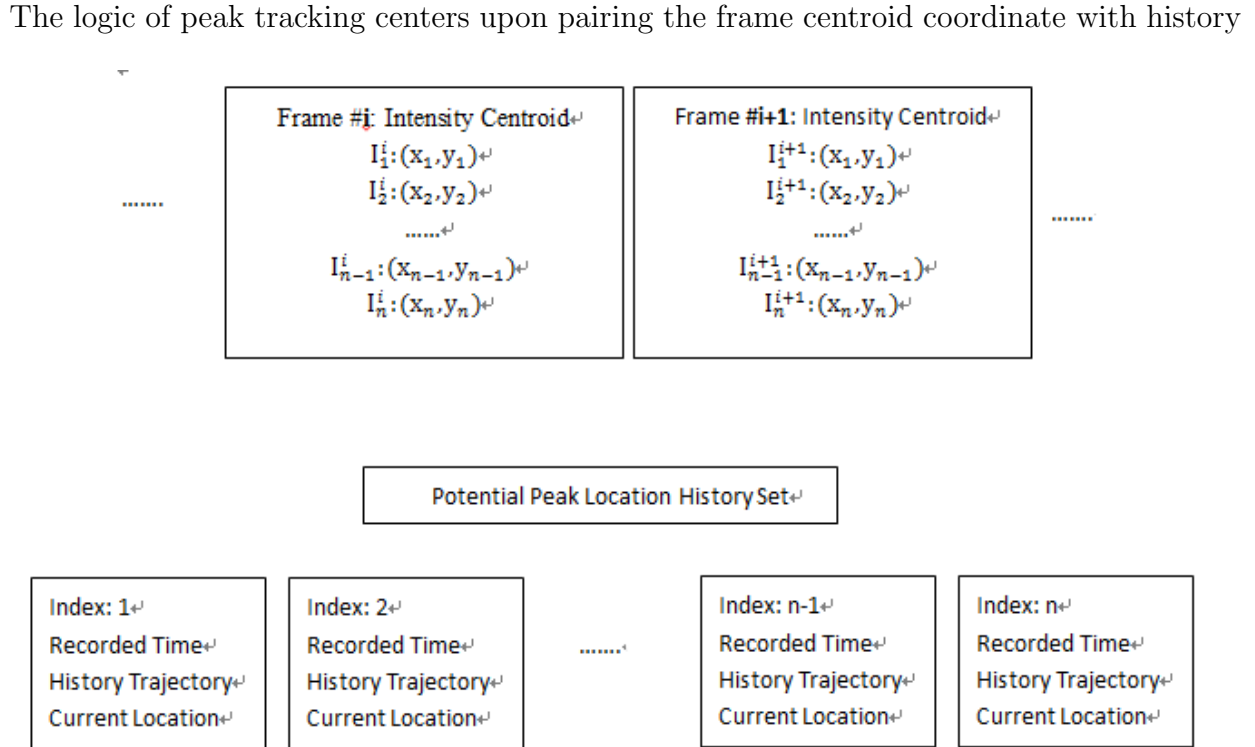 The logic of peak tracking centers upon pairing the frame centroid coordinate with history
Frame #i: Intensity Centroid↵
I₁ⁱ:(x₁,y₁)↵
I₂ⁱ:(x₂,y₂)↵
......↵
Iₙ₋₁ⁱ:(xₙ₋₁,yₙ₋₁)↵
Iₙⁱ:(xₙ,yₙ)↵
.......
Frame #i+1: Intensity Centroid↵
I₁ⁱ⁺¹:(x₁,y₁)↵
I₂ⁱ⁺¹:(x₂,y₂)↵
......↵
Iₙ₋₁ⁱ⁺¹:(xₙ₋₁,yₙ₋₁)↵
Iₙⁱ⁺¹:(xₙ,yₙ)↵
.......
Potential Peak Location History Set↵
Index: 1↵
Recorded Time↵
History Trajectory↵
Current Location↵
Index: 2↵
Recorded Time↵
History Trajectory↵
Current Location↵
.......
Index: n-1↵
Recorded Time↵
History Trajectory↵
Current Location↵
Index: n↵
Recorded Time↵
History Trajectory↵
Current Location↵